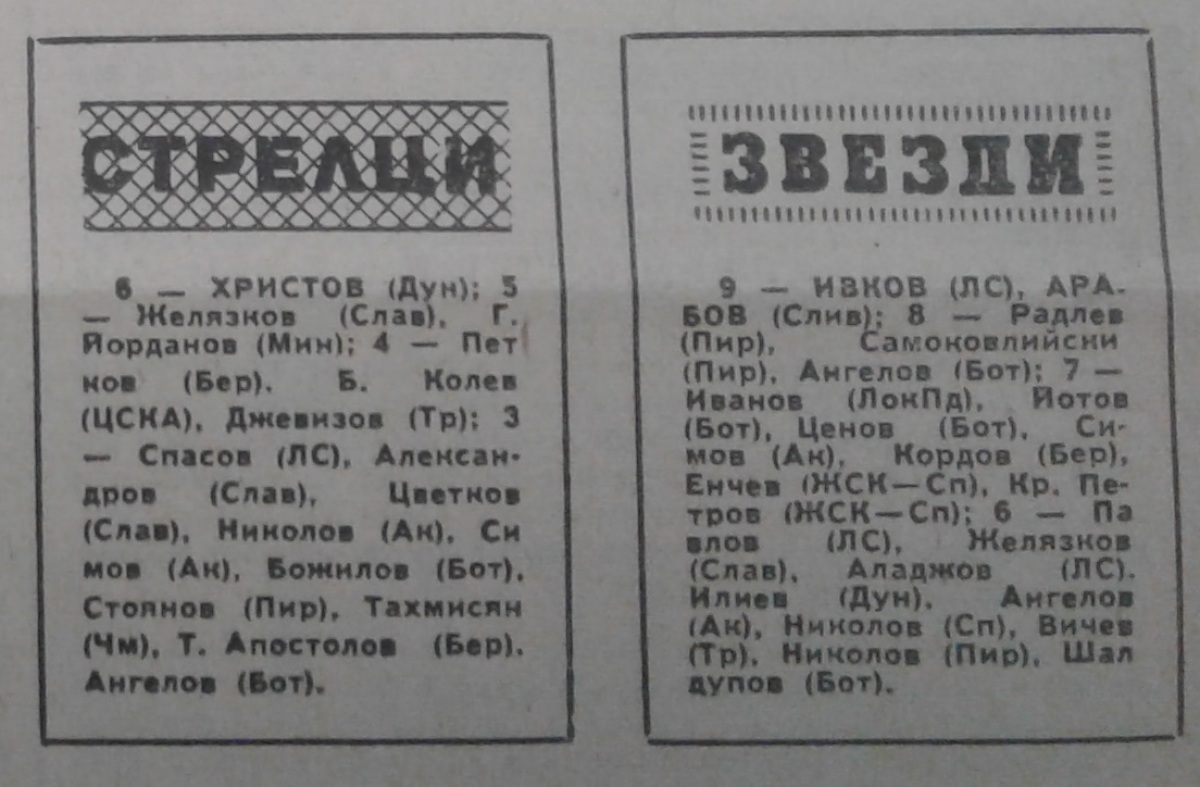 СТРЕЛЦИ
6 — ХРИСТОВ (Дун); 5
— Желязков (Слав), Г.
Йорданов (Мин); 4 — Пет
ков (Бер), Б. Колев
(ЦСКА), Джевизов (Тр); 3
— Спасов (ЛС), Алексан-
дров (Слав), Цветков
(Слав), Николов (Ак), Си
мов (Ак), Божилов (Бот),
Стоянов (Пир), Тахмисян
(Чм), Т. Апостолов (Бер),
Ангелов (Бот).
ЗВЕЗДИ
9 — ИВКОВ (ЛС), АРА-
БОВ (Слив); 8 — Радлев
(Пир), Самоковлийски
(Пир), Ангелов (Бот); 7 —
Иванов (ЛокПд), Йотов
(Бот), Ценов (Бот), Си-
мов (Ак), Кордов (Бер),
Енчев (ЖСК—Сп), Кр. Пе-
тров (ЖСК—Сп); 6 — Па
влов (ЛС), Желязков
(Слав), Аладжов (ЛС),
Илиев (Дун), Ангелов
(Ак), Николов (Сп), Вичев
(Тр), Николов (Пир), Шал
дупов (Бот).